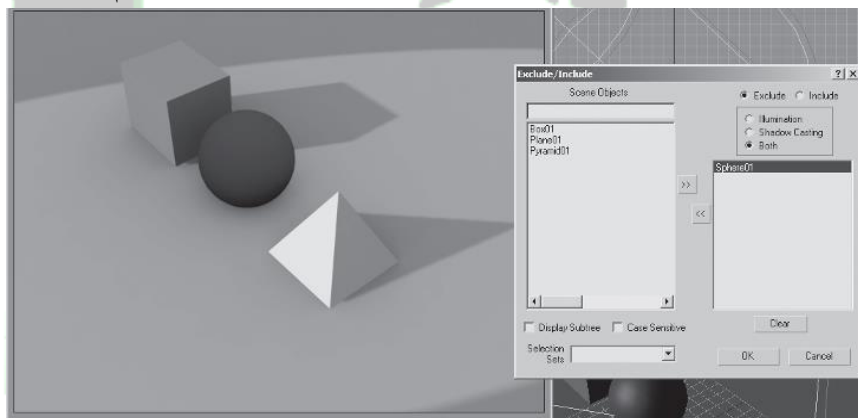 Exclude/Include
Scene Objects
Exclude
Include
Box01
Plane01
Pyramid01
Illumination
Shadow Casting
Both
Sphere01
>>
<<
Display Subtree
Case Sensitive
Clear
Selection
Sets
OK
Cancel